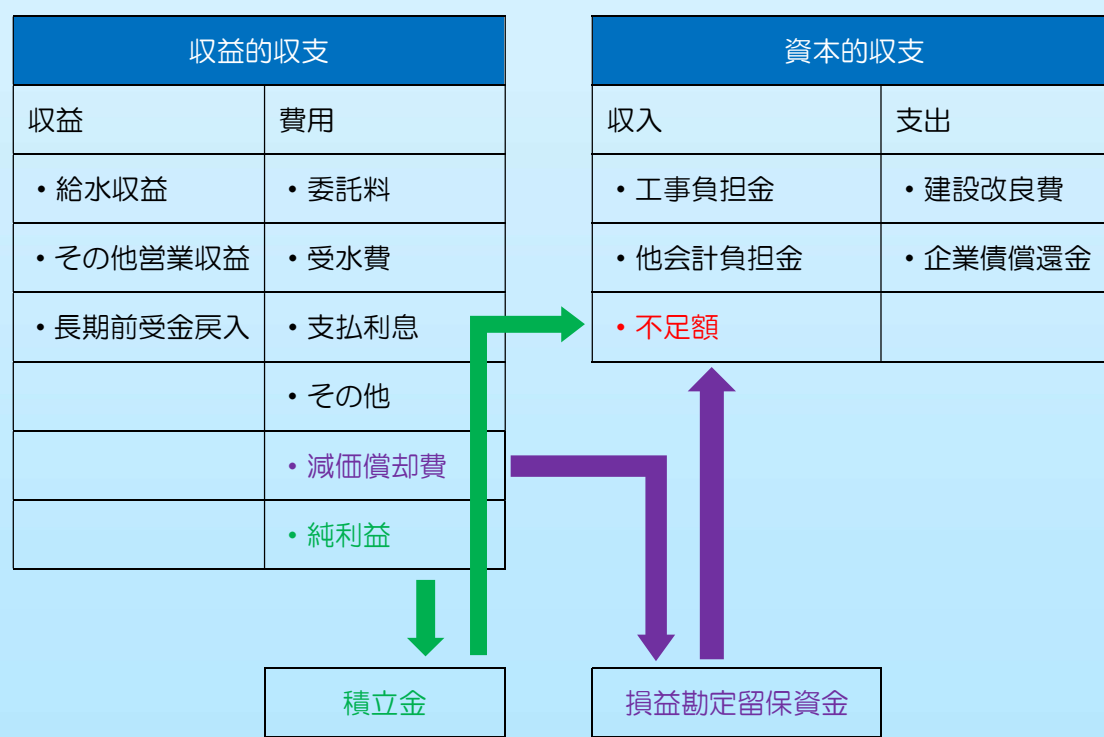 収益的収支
収益 費用
・給水収益 ・委託料
・その他営業収益 ・受水費
・長期前受金戻入 ・支払利息
・その他
・減価償却費
・純利益
資本的収支
収入 支出
・工事負担金 ・建設改良費
・他会計負担金 ・企業債償還金
・不足額
積立金
損益勘定留保資金